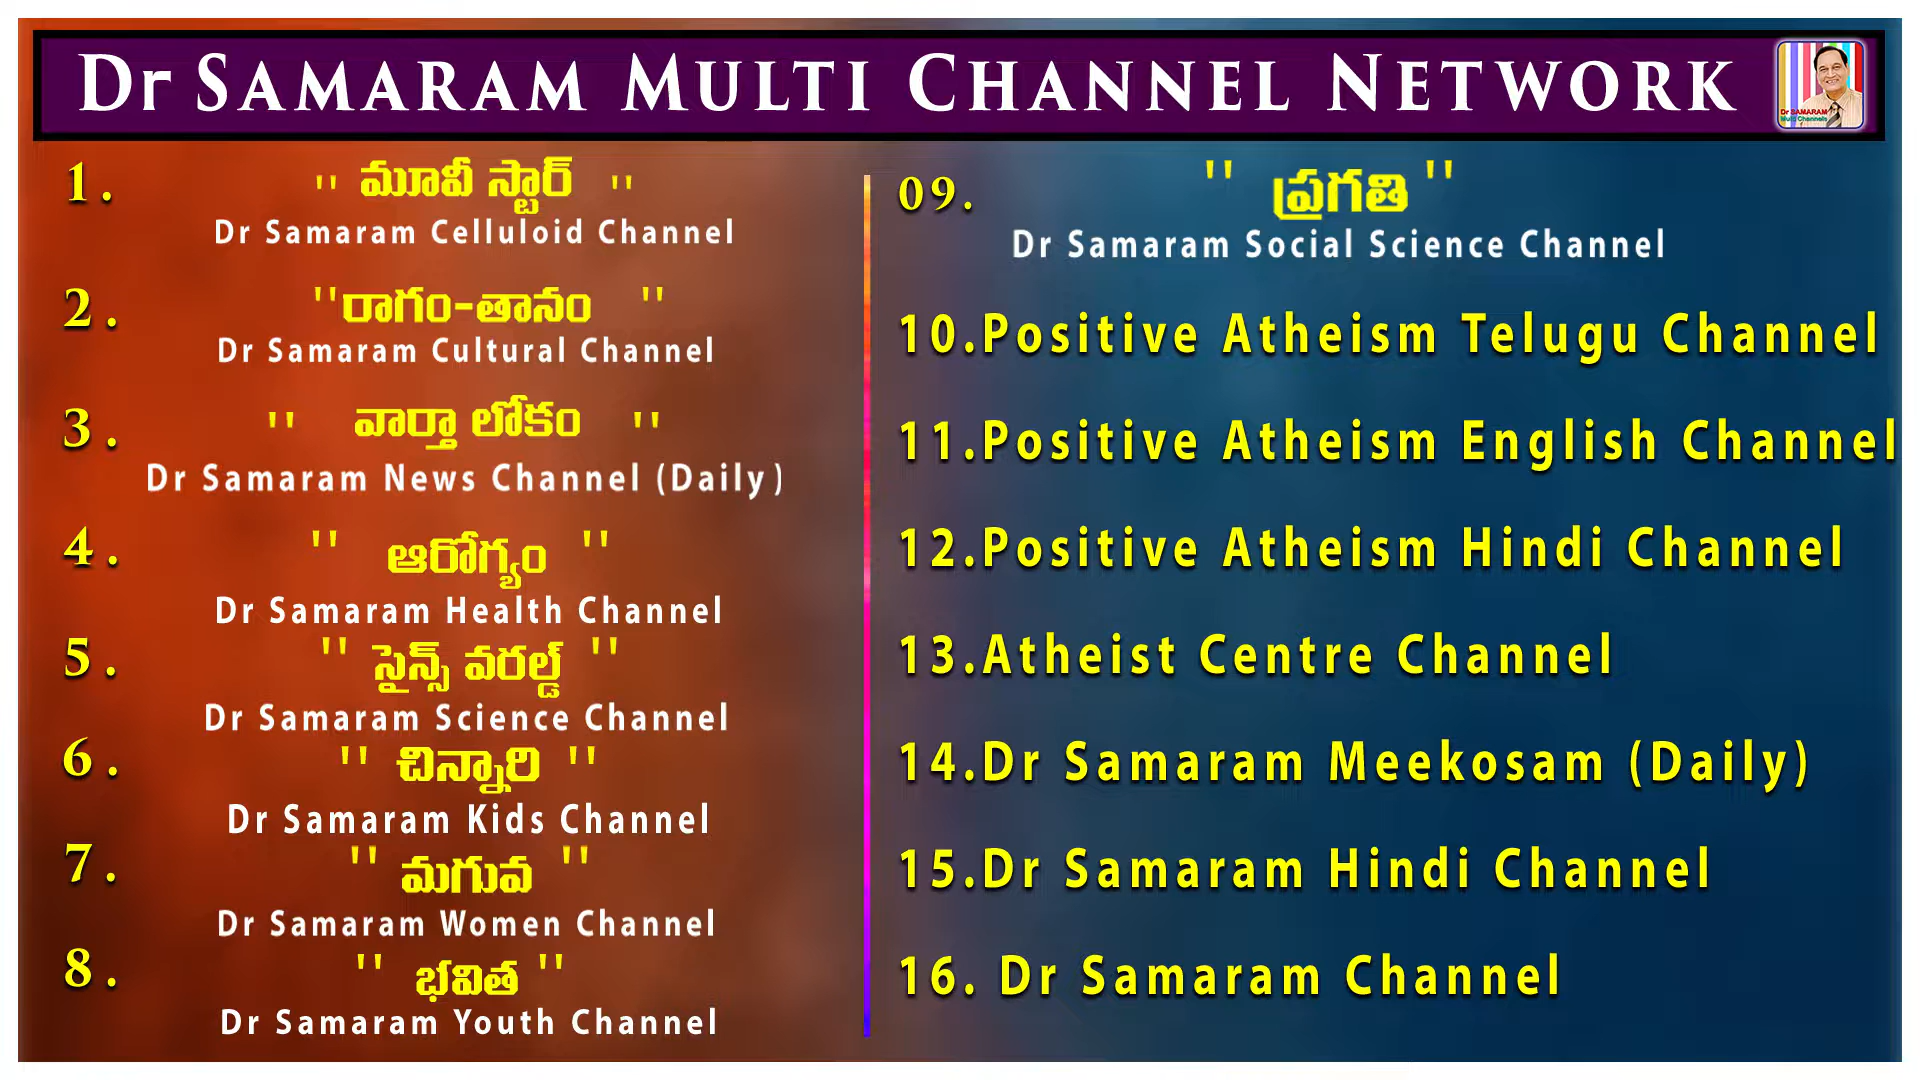 Dr SAMARAM MULTI CHANNEL NETWORK
Dr SAMARAM
Multi Channels
1. '' మూవీ స్టార్ ''
Dr Samaram Celluloid Channel
2. ''రాగం-తానం ''
Dr Samaram Cultural Channel
3. '' వార్తా లోకం ''
Dr Samaram News Channel (Daily)
4. '' ఆరోగ్యం ''
Dr Samaram Health Channel
5. '' సైన్స్ వరల్డ్ ''
Dr Samaram Science Channel
6. '' చిన్నారి ''
Dr Samaram Kids Channel
7. '' మగువ ''
Dr Samaram Women Channel
8. '' భవిత ''
Dr Samaram Youth Channel
09. '' ప్రగతి ''
Dr Samaram Social Science Channel
10.Positive Atheism Telugu Channel
11.Positive Atheism English Channel
12.Positive Atheism Hindi Channel
13.Atheist Centre Channel
14.Dr Samaram Meekosam (Daily)
15.Dr Samaram Hindi Channel
16. Dr Samaram Channel